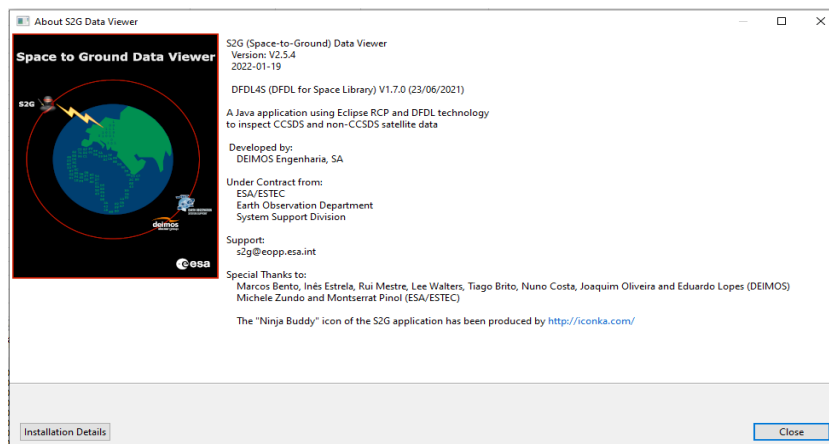 About S2G Data Viewer
Space to Ground Data Viewer
S2G
deimos
esa
S2G (Space-to-Ground) Data Viewer
Version: V2.5.4
2022-01-19
DFDL4S (DFDL for Space Library) V1.7.0 (23/06/2021)
A Java application using Eclipse RCP and DFDL technology
to inspect CCSDS and non-CCSDS satellite data
Developed by:
DEIMOS Engenharia, SA
Under Contract from:
ESA/ESTEC
Earth Observation Department
System Support Division
Support:
s2g@eopp.esa.int
Special Thanks to:
Marcos Bento, Inês Estrela, Rui Mestre, Lee Walters, Tiago Brito, Nuno Costa, Joaquim Oliveira and Eduardo Lopes (DEIMOS)
Michele Zundo and Montserrat Pinol (ESA/ESTEC)
The "Ninja Buddy" icon of the S2G application has been produced by http://iconka.com/
Installation Details
Close